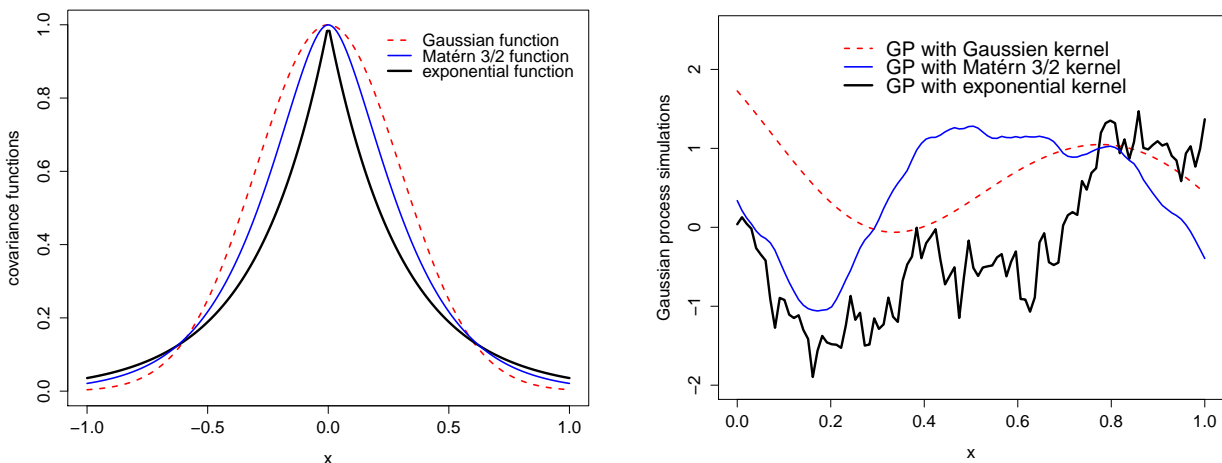 Gaussian function
Matérn 3/2 function
exponential function
covariance functions
0.0
0.2
0.4
0.6
0.8
1.0
−1.0
−0.5
0.0
0.5
1.0
x
GP with Gaussien kernel
GP with Matérn 3/2 kernel
GP with exponential kernel
Gaussian process simulations
−2
−1
0
1
2
0.0
0.2
0.4
0.6
0.8
1.0
x